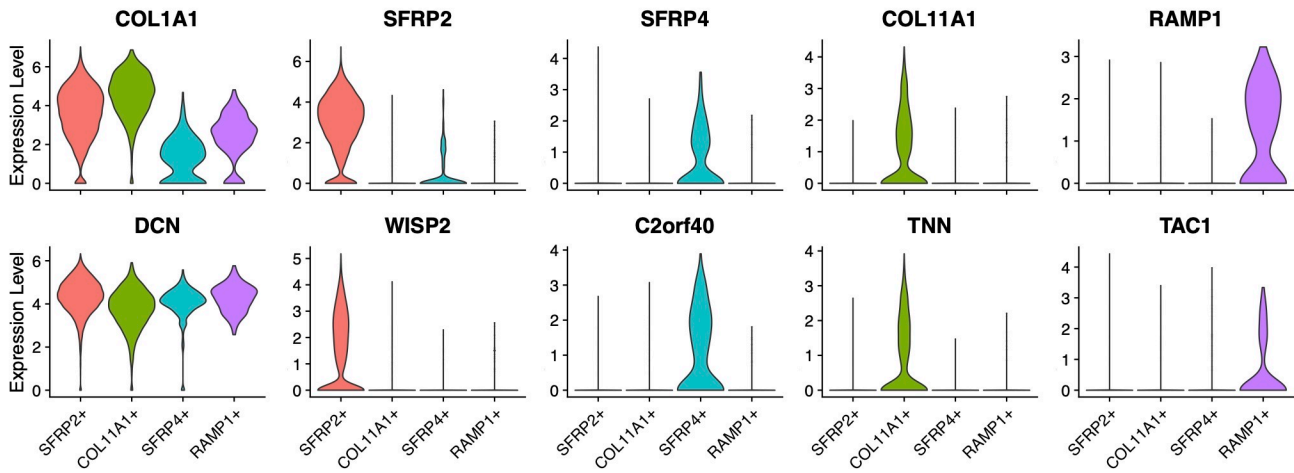 COL1A1 SFRP2 SFRP4 COL11A1 RAMP1
Expression Level
6 4 2 0
6 4 2 0
4 3 2 1 0
4 3 2 1 0
3 2 1 0
DCN WISP2 C2orf40 TNN TAC1
Expression Level
6 4 2 0
5 4 3 2 1 0
4 3 2 1 0
4 3 2 1 0
4 3 2 1 0
SFRP2+ COL11A1+ SFRP4+ RAMP1+
SFRP2+ COL11A1+ SFRP4+ RAMP1+
SFRP2+ COL11A1+ SFRP4+ RAMP1+
SFRP2+ COL11A1+ SFRP4+ RAMP1+
SFRP2+ COL11A1+ SFRP4+ RAMP1+